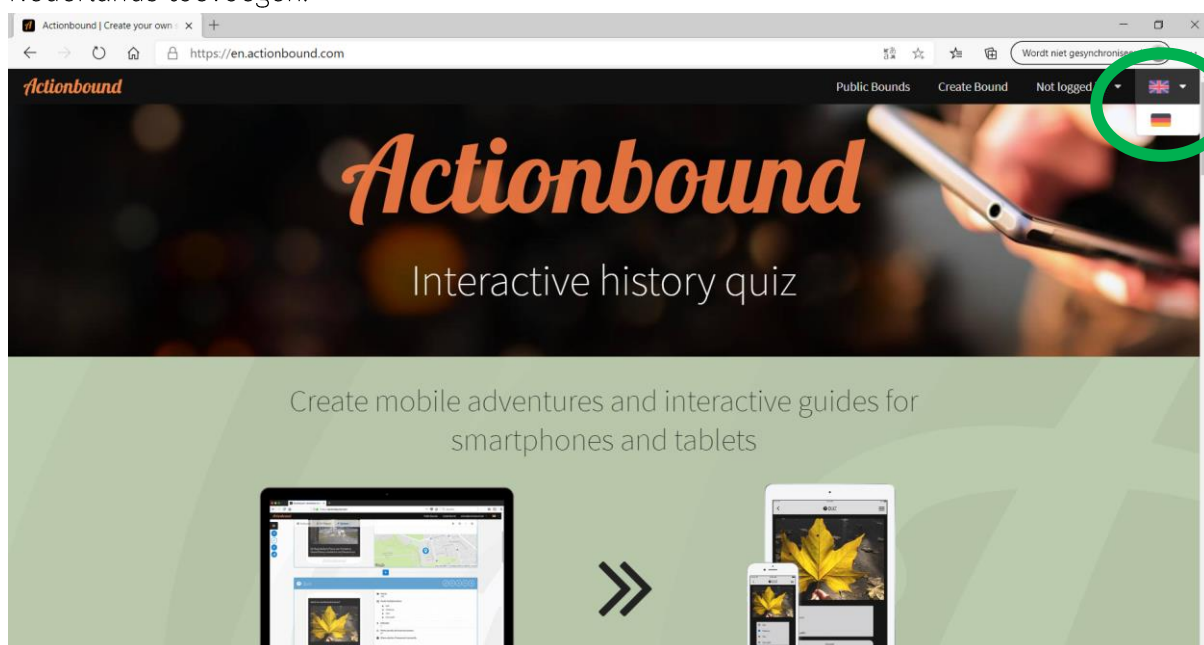 Nederlands toevoegen.
Actionbound | Create your own
https://en.actionbound.com
Wordt niet gesynchroniseer
Actionbound
Public Bounds
Create Bound
Not logged
Actionbound
Interactive history quiz
Create mobile adventures and interactive guides for
smartphones and tablets